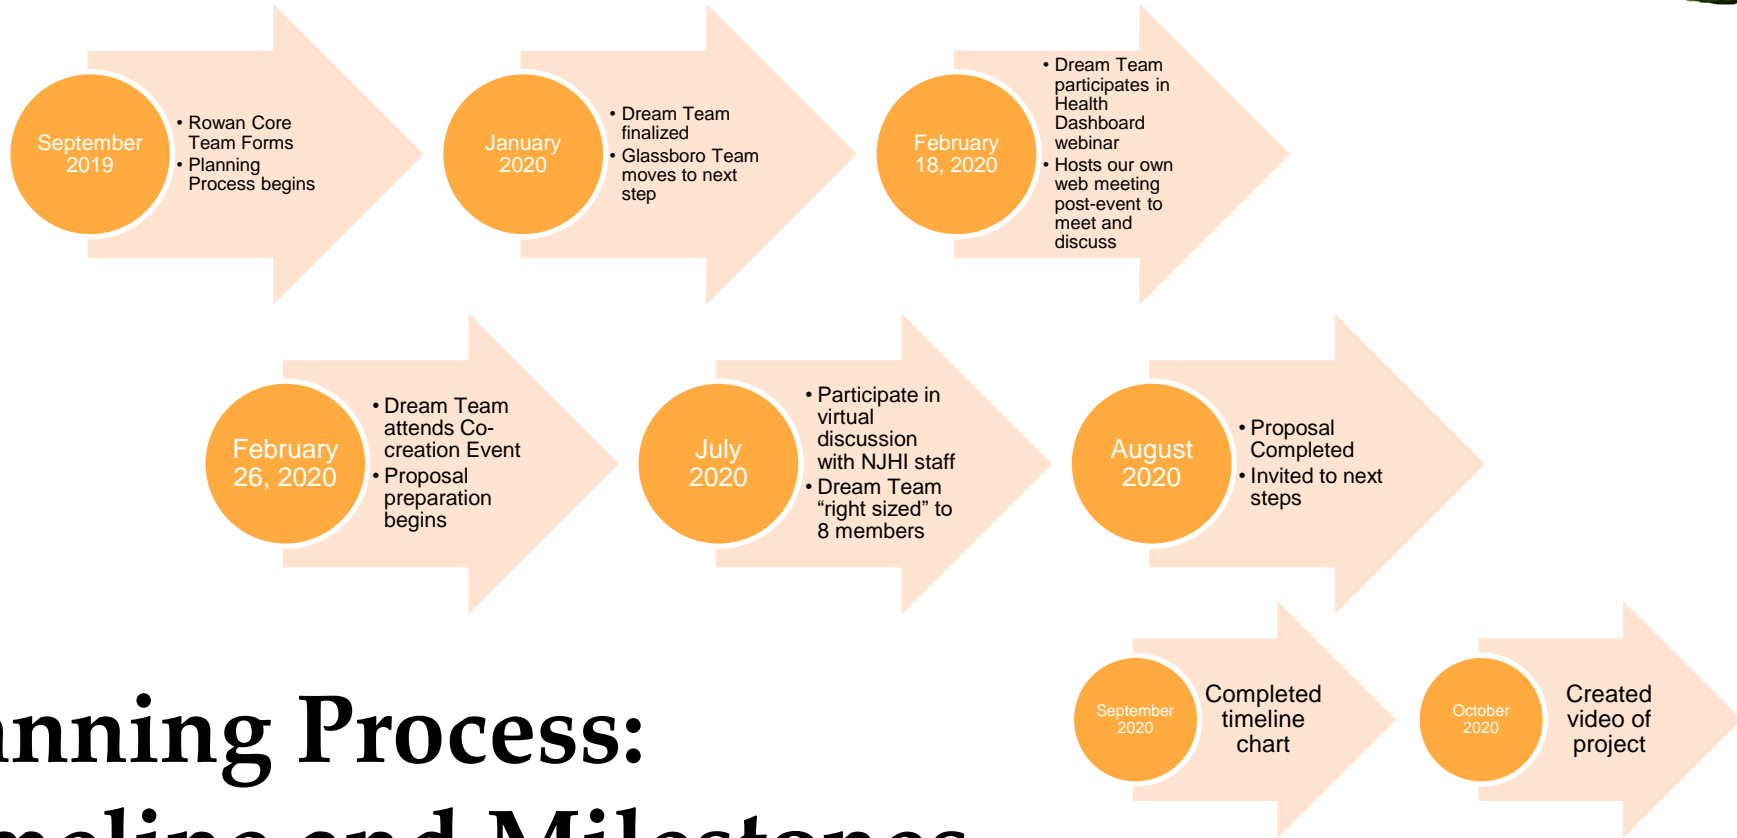 September
2019
• Rowan Core
Team Forms
• Planning
Process begins
January
2020
• Dream Team
finalized
• Glassboro Team
moves to next
step
February
18, 2020
• Dream Team
participates in
Health
Dashboard
webinar
• Hosts our own
web meeting
post-event to
meet and
discuss
February
26, 2020
• Dream Team
attends Co-
creation Event
• Proposal
preparation
begins
July
2020
• Participate in
virtual
discussion
with NJHI staff
• Dream Team
“right sized” to
8 members
August
2020
• Proposal
Completed
• Invited to next
steps
September
2020
Completed
timeline
chart
October
2020
Created
video of
project
anning Process:
meline and Milestones